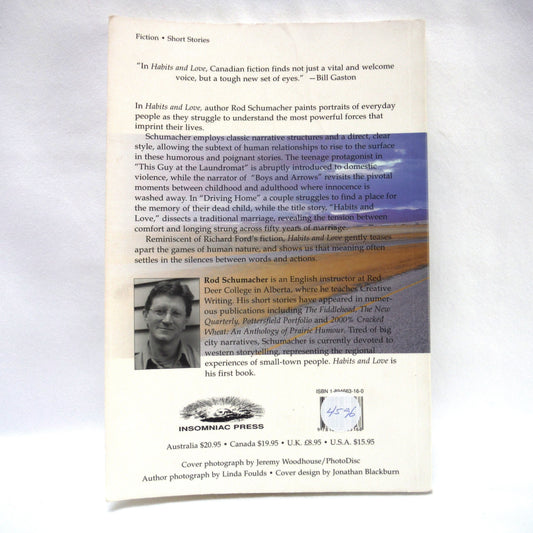 Fiction • Short Stories
"In Habits and Love, Canadian fiction finds not just a vital and welcome
voice, but a tough new set of eyes." —Bill Gaston
In Habits and Love, author Rod Schumacher paints portraits of everyday
people as they struggle to understand the most powerful forces that
imprint their lives.
Schumacher employs classic narrative structures and a direct, clear
style, allowing the subtext of human relationships to rise to the surface
in these humorous and poignant stories. The teenage protagonist in
"This Guy at the Laundromat" is abruptly introduced to domestic
violence, while the narrator of "Boys and Arrows" revisits the pivotal
moments between childhood and adulthood where innocence is
washed away. In "Driving Home" a couple struggles to find a place for
the memory of their dead child, while the title story, "Habits and
Love," dissects a traditional marriage, revealing the tension between
comfort and longing strung across fifty years of marriage.
Reminiscent of Richard Ford's fiction, Habits and Love gently teases
apart the games of human nature, and shows us that meaning often
settles in the silences between words and actions.
Rod Schumacher is an English instructor at Red
Deer College in Alberta, where he teaches Creative
Writing. His short stories have appeared in numer-
ous publications including The Fiddlehead, The New
Quarterly, Pottersfield Portfolio and 2000% Cracked
Wheat: An Anthology of Prairie Humour. Tired of big
city narratives, Schumacher is currently devoted to
western storytelling, representing the regional
experiences of small-town people. Habits and Love is
his first book.
ISBN 1-894663-16-0
INSOMNIAC PRESS
Australia $20.95 • Canada $19.95 • U.K. £8.95 • U.S.A. $15.95
Cover photograph by Jeremy Woodhouse/PhotoDisc
Author photograph by Linda Foulds • Cover design by Jonathan Blackburn